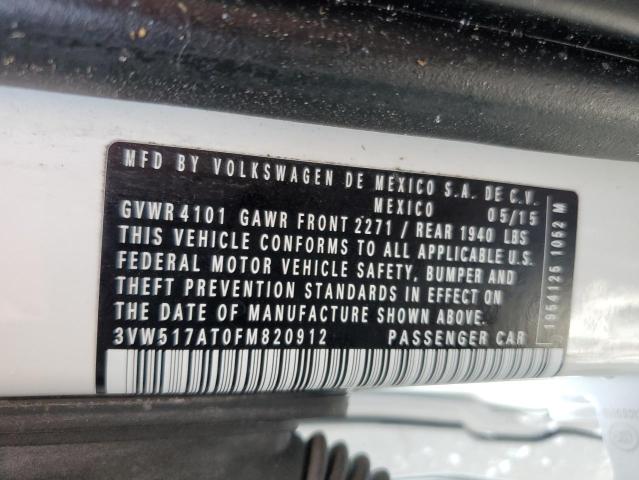 MFD BY VOLKSWAGEN DE MEXICO S.A. DE C.V.
MEXICO 05/15
GVWR 4101 GAWR FRONT 2271 / REAR 1940 LBS
THIS VEHICLE CONFORMS TO ALL APPLICABLE U.S.
FEDERAL MOTOR VEHICLE SAFETY, BUMPER AND
THEFT PREVENTION STANDARDS IN EFFECT ON
THE DATE OF MANUFACTURE SHOWN ABOVE.
3VW517AT0FM820912 PASSENGER CAR
1954125 1052 M